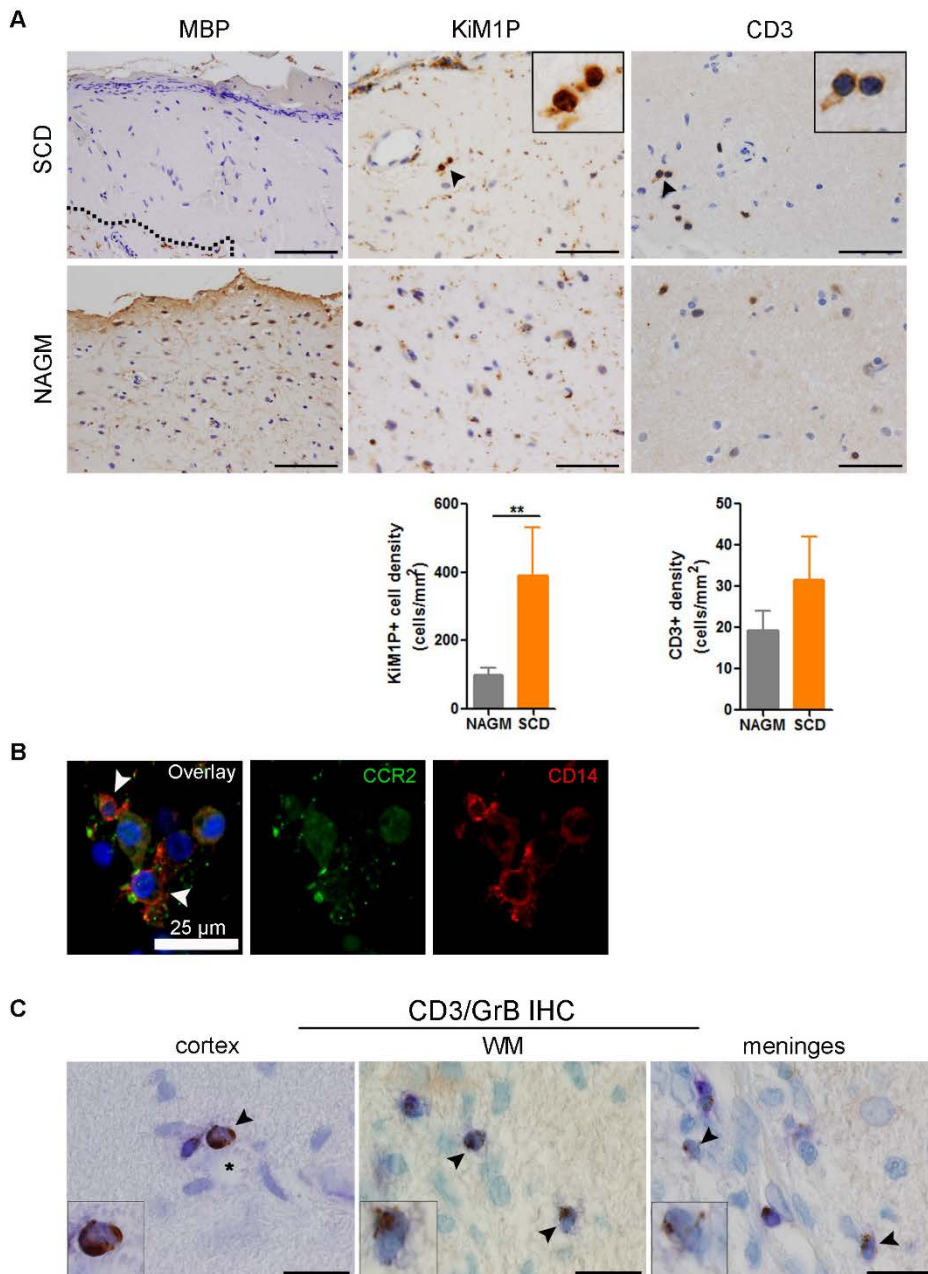 A
MBP KiM1P CD3
SCD
NAGM
600
400
200
0
KiM1P+ cell density
(cells/mm²)
**
NAGM SCD
50
40
30
20
10
0
CD3+ density
(cells/mm²)
NAGM SCD
B
Overlay CCR2 CD14
25 µm
C
CD3/GrB IHC
cortex WM meninges
*